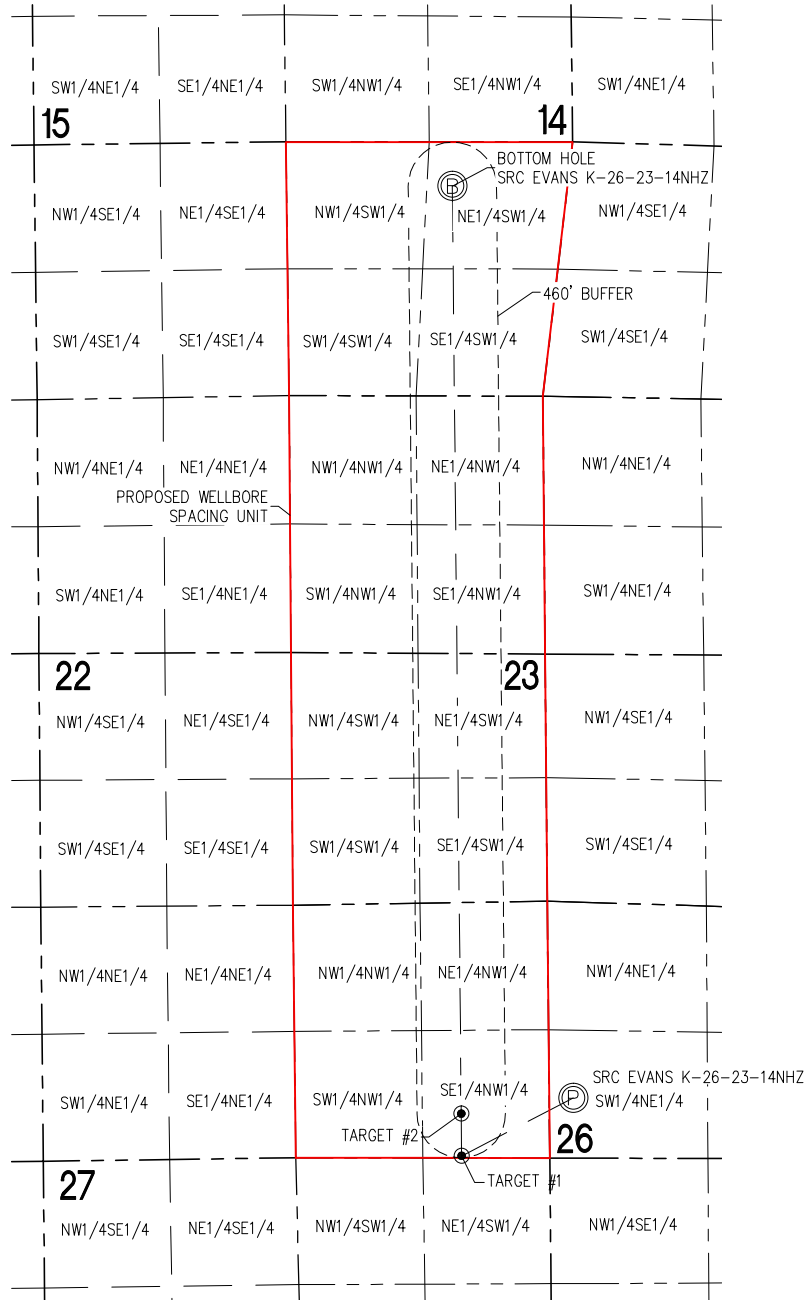 SW1/4NE1/4 SE1/4NE1/4 SW1/4NW1/4 SE1/4NW1/4 SW1/4NE1/4
15 14
BOTTOM HOLE
SRC EVANS K-26-23-14NHZ
B
NW1/4SE1/4 NE1/4SE1/4 NW1/4SW1/4 NE1/4SW1/4 NW1/4SE1/4
460' BUFFER
SW1/4SE1/4 SE1/4SE1/4 SW1/4SW1/4 SE1/4SW1/4 SW1/4SE1/4
NW1/4NE1/4 NE1/4NE1/4 NW1/4NW1/4 NE1/4NW1/4 NW1/4NE1/4
PROPOSED WELLBORE
SPACING UNIT
SW1/4NE1/4 SE1/4NE1/4 SW1/4NW1/4 SE1/4NW1/4 SW1/4NE1/4
22 23
NW1/4SE1/4 NE1/4SE1/4 NW1/4SW1/4 NE1/4SW1/4 NW1/4SE1/4
SW1/4SE1/4 SE1/4SE1/4 SW1/4SW1/4 SE1/4SW1/4 SW1/4SE1/4
NW1/4NE1/4 NE1/4NE1/4 NW1/4NW1/4 NE1/4NW1/4 NW1/4NE1/4
SRC EVANS K-26-23-14NHZ
P
SW1/4NE1/4 SE1/4NE1/4 SW1/4NW1/4 SE1/4NW1/4 SW1/4NE1/4
TARGET #2
26
TARGET #1
27
NW1/4SE1/4 NE1/4SE1/4 NW1/4SW1/4 NE1/4SW1/4 NW1/4SE1/4